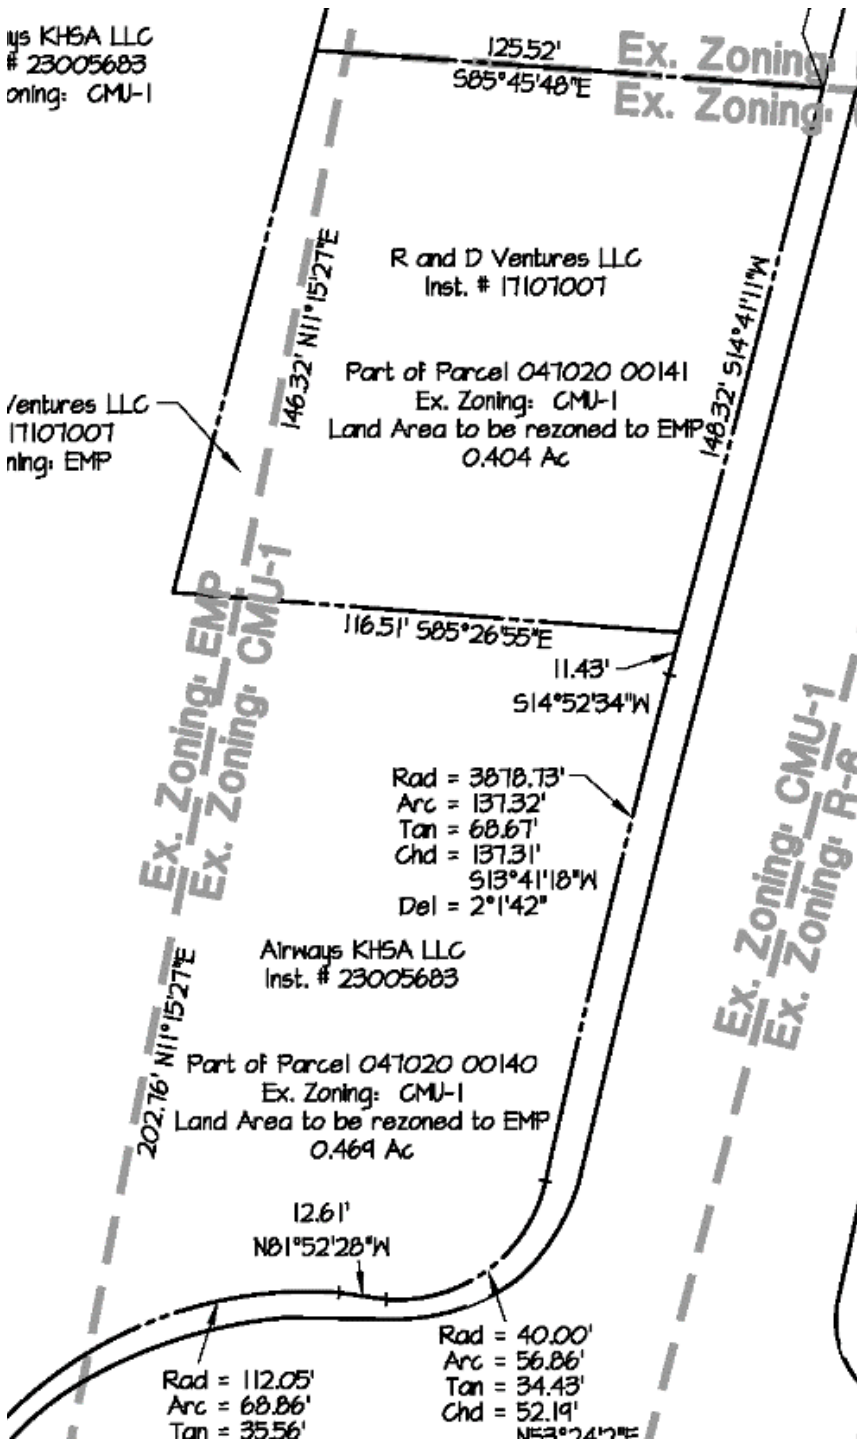 ays KHSA LLC
# 23005683
oning: CMU-1
125.52'
S85°45'48"E
Ex. Zoning:
Ex. Zoning:
146.32' N11°15'27"E
R and D Ventures LLC
Inst. # 17107007
148.32' S14°41'11"W
Part of Parcel 047020 00141
Ex. Zoning: CMU-1
Land Area to be rezoned to EMP
0.404 Ac
Ventures LLC
17107007
ning: EMP
Ex. Zoning: EMP
Ex. Zoning: CMU-1
116.51' S85°26'55"E
11.43'
S14°52'34"W
Rad = 3878.73'
Arc = 137.32'
Tan = 68.67'
Chd = 137.31'
S13°41'18"W
Del = 2°1'42"
Ex. Zoning: CMU-1
Ex. Zoning: R-6
Airways KHSA LLC
Inst. # 23005683
202.76' N11°15'27"E
Part of Parcel 047020 00140
Ex. Zoning: CMU-1
Land Area to be rezoned to EMP
0.469 Ac
12.61'
N81°52'28"W
Rad = 40.00'
Arc = 56.86'
Tan = 34.43'
Chd = 52.19'
N53°24'2"E
Rad = 112.05'
Arc = 68.86'
Tan = 35.56'